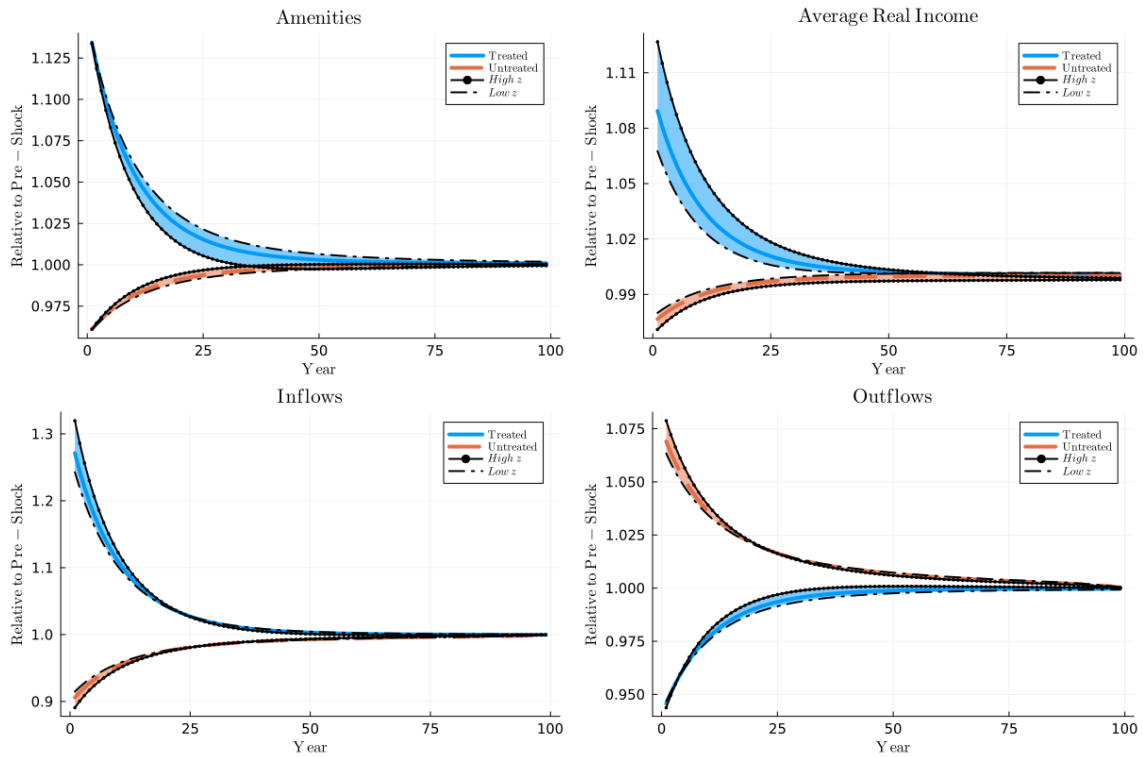 Amenities
Relative to Pre − Shock
1.125
1.100
1.075
1.050
1.025
1.000
0.975
Treated
Untreated
High z
Low z
0
25
50
75
100
Year
Average Real Income
Relative to Pre − Shock
1.11
1.08
1.05
1.02
0.99
Treated
Untreated
High z
Low z
0
25
50
75
100
Year
Inflows
Relative to Pre − Shock
1.3
1.2
1.1
1.0
0.9
Treated
Untreated
High z
Low z
0
25
50
75
100
Year
Outflows
Relative to Pre − Shock
1.075
1.050
1.025
1.000
0.975
0.950
Treated
Untreated
High z
Low z
0
25
50
75
100
Year